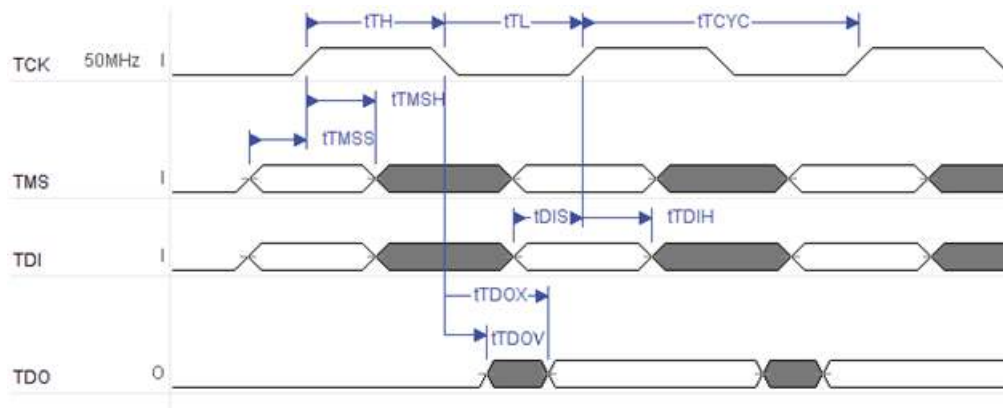 tTH tTL tTCYC
TCK 50MHz I
tTMSH
tTMSS
TMS I
tDIS tTDIH
TDI I
tTDOX
tTDOV
TDO O